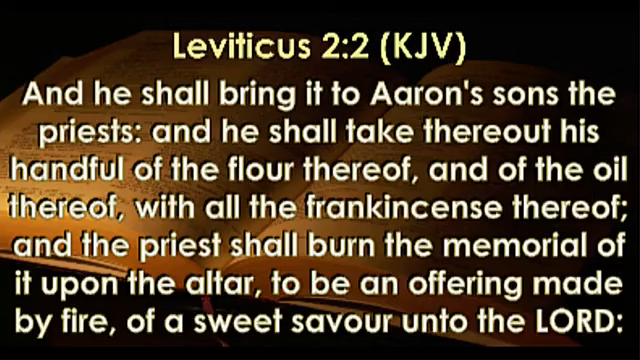 Leviticus 2:2 (KJV)
And he shall bring it to Aaron's sons the
priests: and he shall take thereout his
handful of the flour thereof, and of the oil
thereof, with all the frankincense thereof;
and the priest shall burn the memorial of
it upon the altar, to be an offering made
by fire, of a sweet savour unto the LORD: